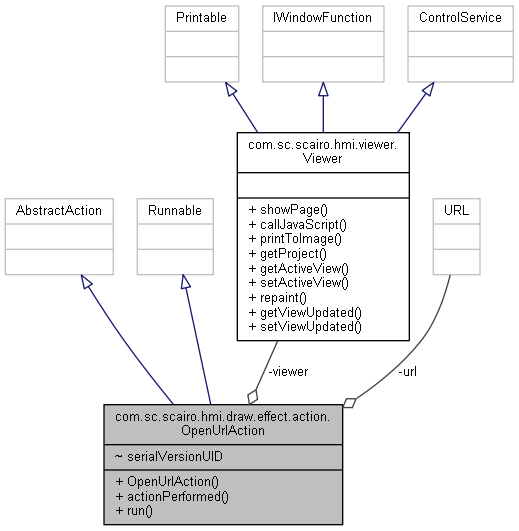 Printable
IWindowFunction
ControlService
com.sc.scairo.hmi.viewer.
Viewer
+ showPage()
+ callJavaScript()
+ printToImage()
+ getProject()
+ getActiveView()
+ setActiveView()
+ repaint()
+ getViewUpdated()
+ setViewUpdated()
AbstractAction
Runnable
URL
-viewer
-url
com.sc.scairo.hmi.draw.effect.action.
OpenUrlAction
~ serialVersionUID
+ OpenUrlAction()
+ actionPerformed()
+ run()